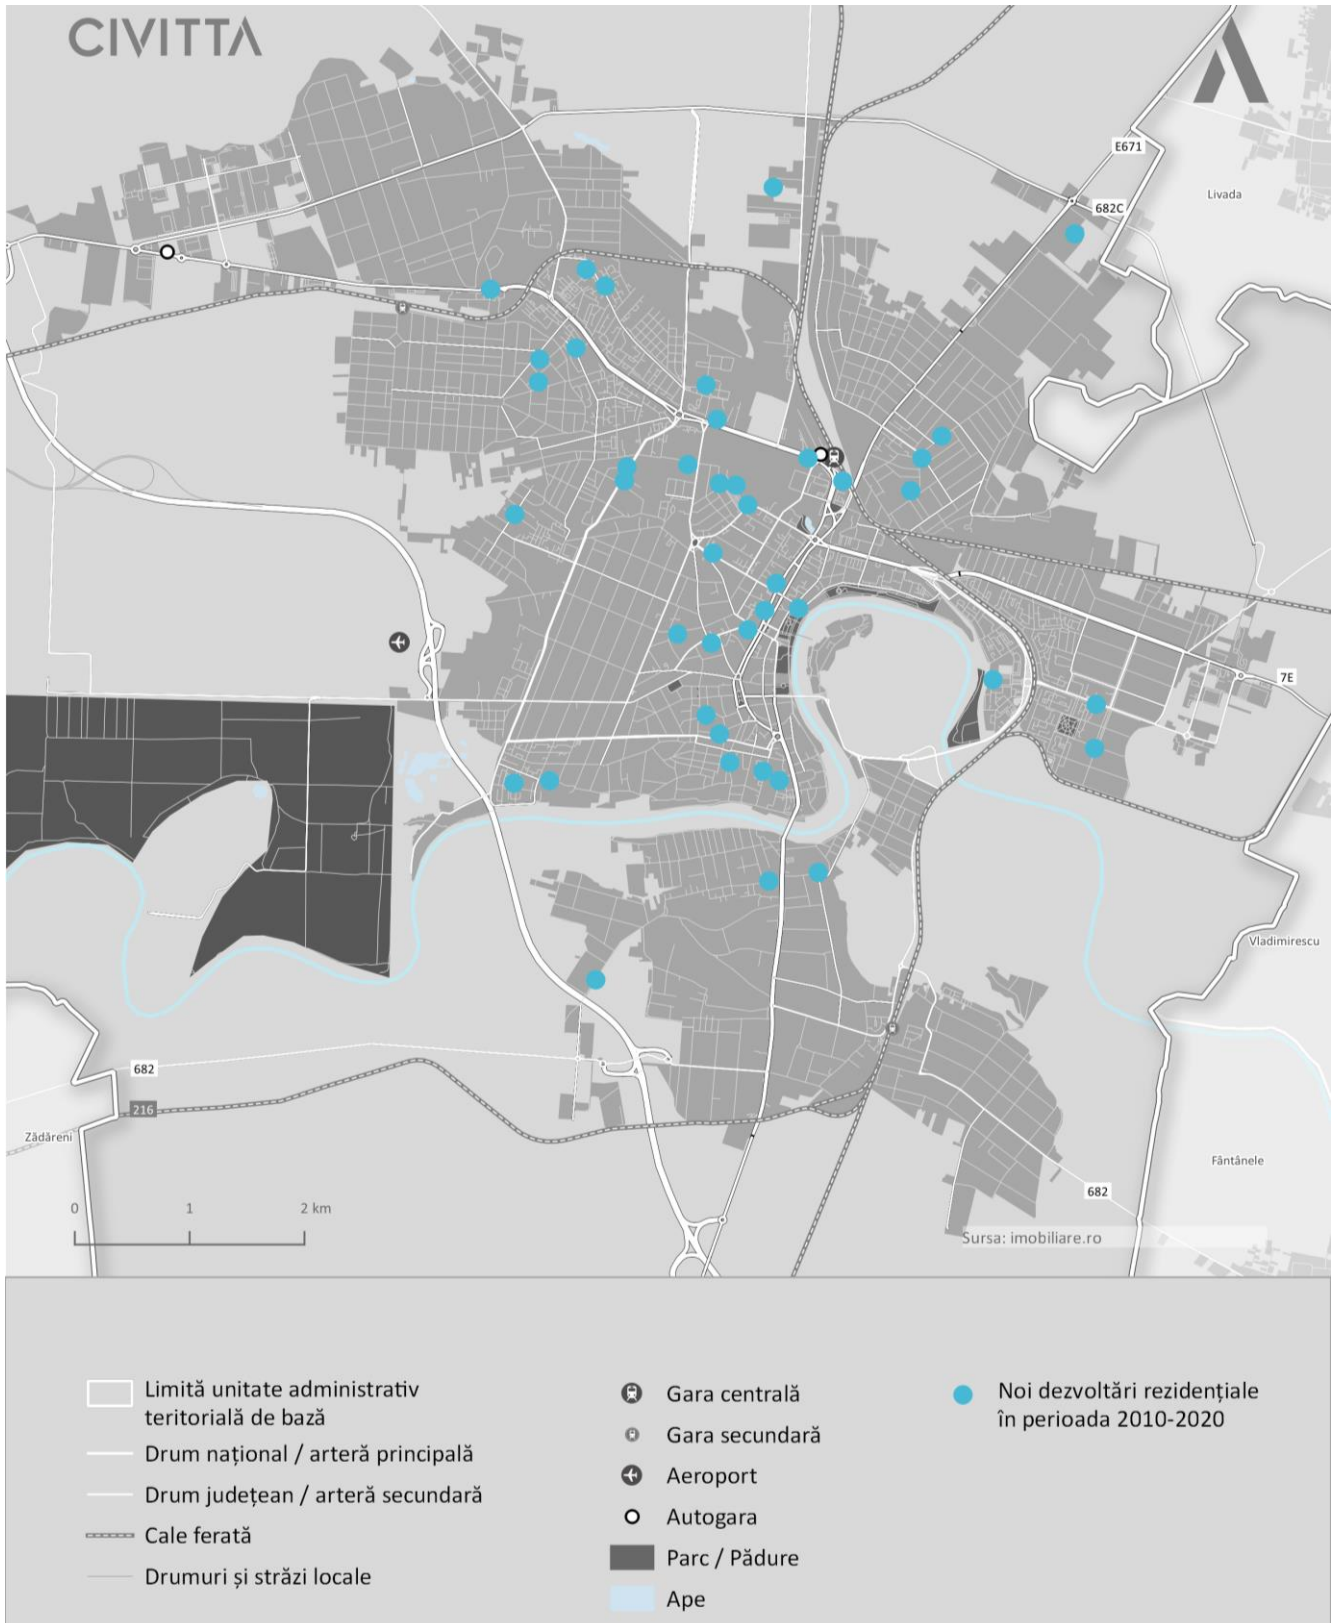 CIVITTA
E671
Livada
682C
7E
Vladimirescu
682
216
Zădăreni
Fântânele
682
0 1 2 km
Sursa: imobiliare.ro
Limită unitate administrativ
teritorială de bază
Drum național / arteră principală
Drum județean / arteră secundară
Cale ferată
Drumuri și străzi locale
Gara centrală
Gara secundară
Aeroport
Autogara
Parc / Pădure
Ape
Noi dezvoltări rezidențiale
în perioada 2010-2020